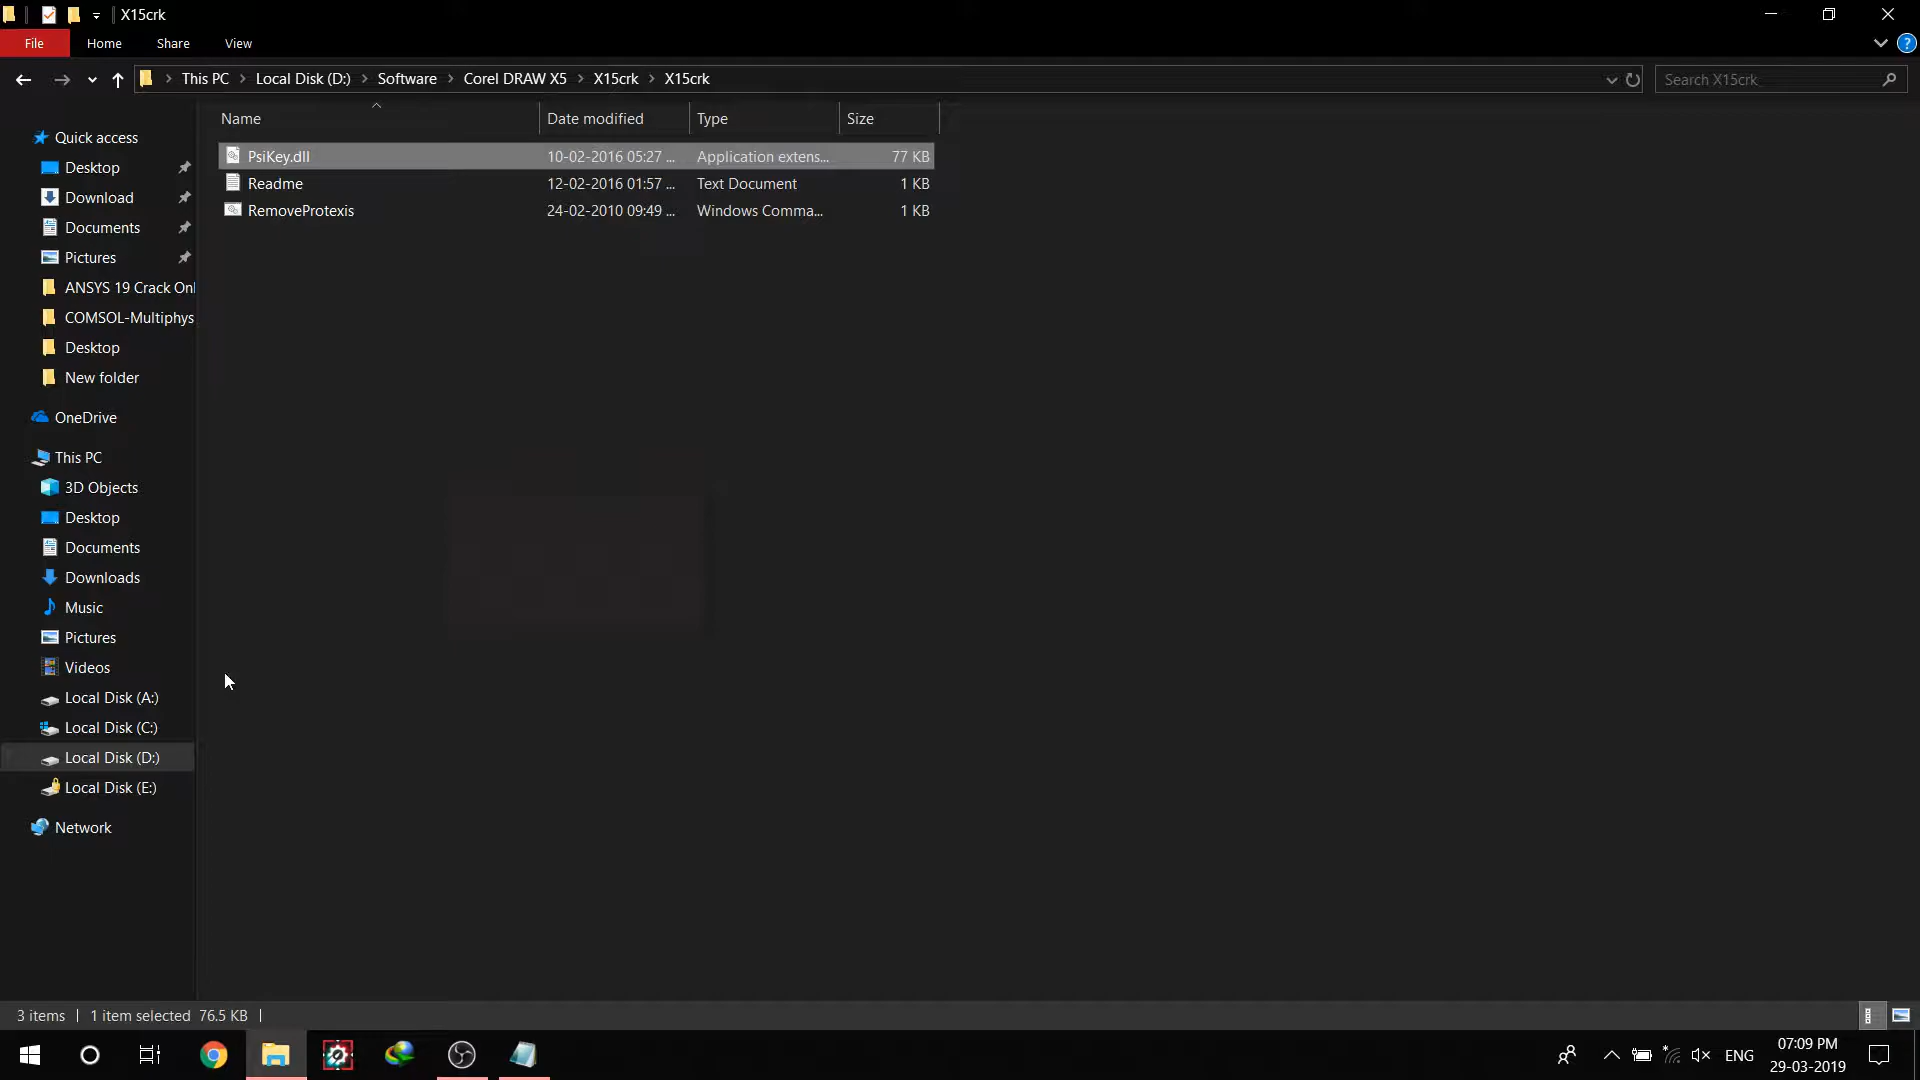 X15crk
File Home Share View
This PC Local Disk (D:) Software Corel DRAW X5 X15crk X15crk
Search X15crk
Name Date modified Type Size
PsiKey.dll 10-02-2016 05:27 ... Application extens... 77 KB
Readme 12-02-2016 01:57 ... Text Document 1 KB
RemoveProtexis 24-02-2010 09:49 ... Windows Comma... 1 KB
Quick access
Desktop
Download
Documents
Pictures
ANSYS 19 Crack Onl
COMSOL-Multiphys
Desktop
New folder
OneDrive
This PC
3D Objects
Desktop
Documents
Downloads
Music
Pictures
Videos
Local Disk (A:)
Local Disk (C:)
Local Disk (D:)
Local Disk (E:)
Network
3 items 1 item selected 76.5 KB
ENG
07:09 PM
29-03-2019